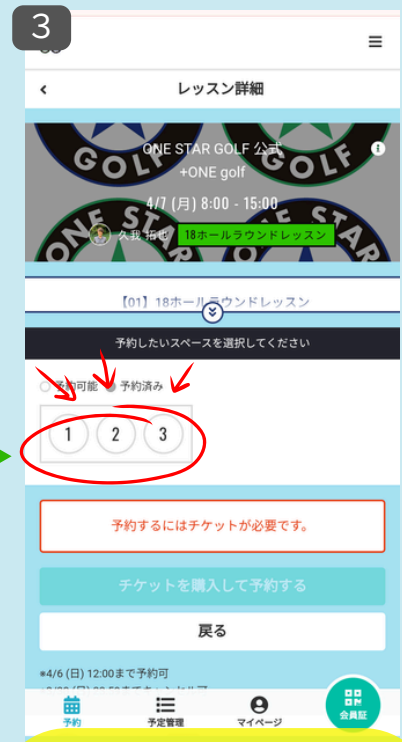 3
レッスン詳細
ONE STAR GOLF 公式
+ONE golf
4/7 (月) 8:00 - 15:00
久我 拓也 18ホールラウンドレッスン
GOLF
GOLF
ONE STAR
ONE STAR
【01】18ホールラウンドレッスン
予約したいスペースを選択してください
予約可能 予約済み
1 2 3
予約するにはチケットが必要です。
チケットを購入して予約する
戻る
※4/6 (日) 12:00まで予約可
予約 予定管理 マイページ 会員証